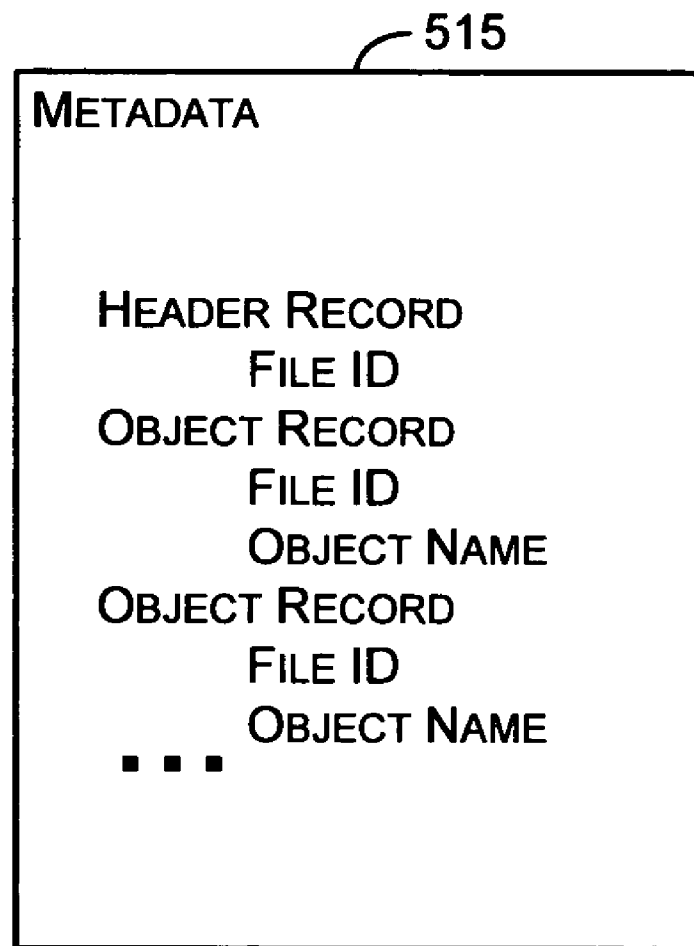 515
METADATA
HEADER RECORD
FILE ID
OBJECT RECORD
FILE ID
OBJECT NAME
OBJECT RECORD
FILE ID
OBJECT NAME
...